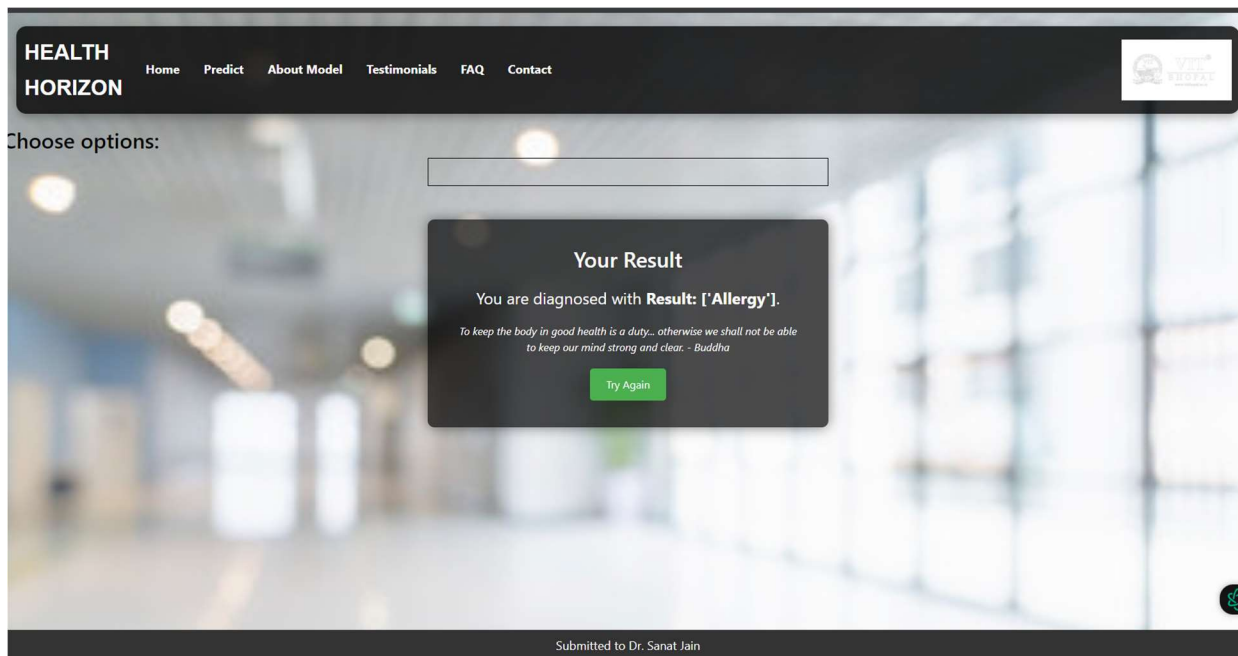 HEALTH
HORIZON
Home Predict About Model Testimonials FAQ Contact
VIT
BHOPAL
Choose options:
Your Result
You are diagnosed with Result: ['Allergy'].
To keep the body in good health is a duty... otherwise we shall not be able
to keep our mind strong and clear. - Buddha
Try Again
Submitted to Dr. Sanat Jain